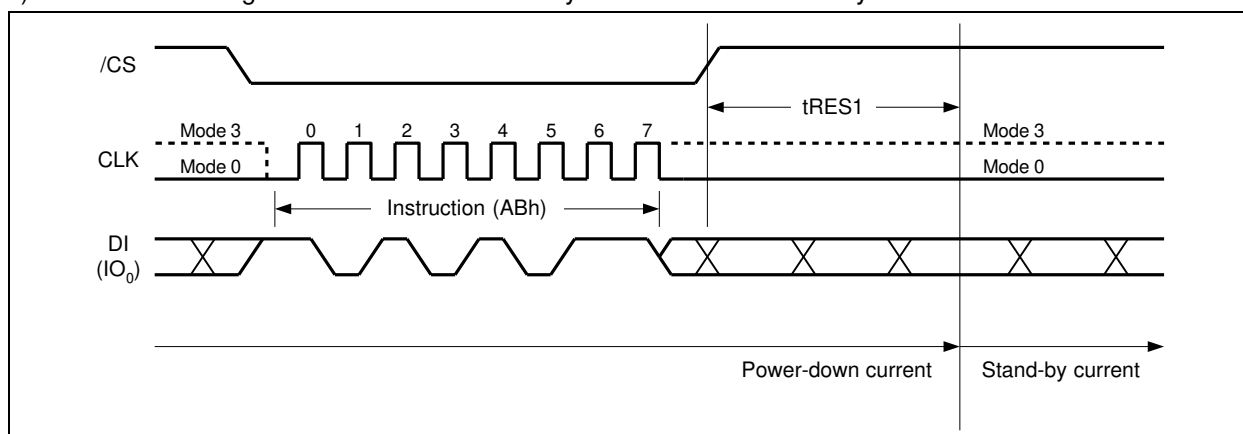 /CS
tRES1
Mode 3 0 1 2 3 4 5 6 7 Mode 3
CLK
Mode 0 Mode 0
Instruction (ABh)
DI
(IO0)
Power-down current Stand-by current